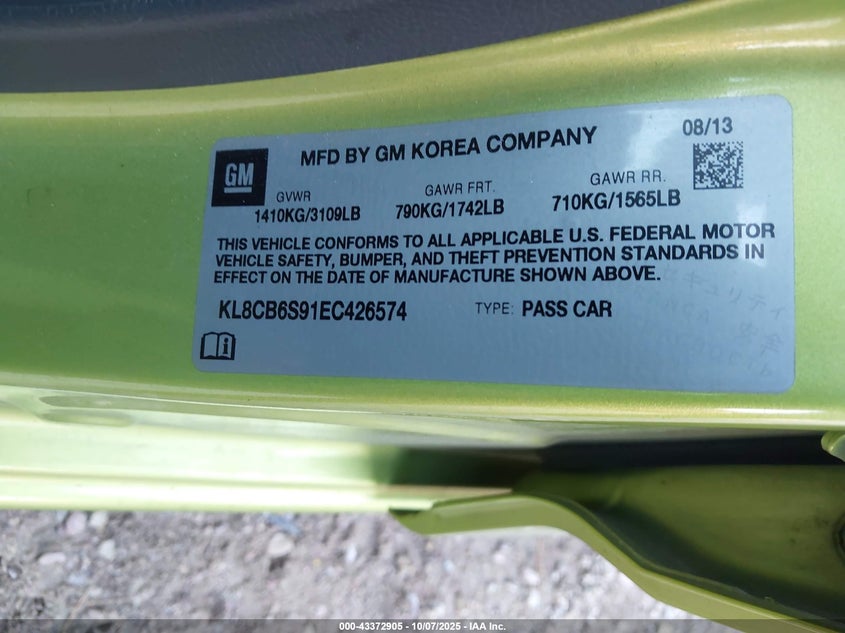 MFD BY GM KOREA COMPANY
08/13
GM
GVWR
1410KG/3109LB
GAWR FRT.
790KG/1742LB
GAWR RR.
710KG/1565LB
THIS VEHICLE CONFORMS TO ALL APPLICABLE U.S. FEDERAL MOTOR
VEHICLE SAFETY, BUMPER, AND THEFT PREVENTION STANDARDS IN
EFFECT ON THE DATE OF MANUFACTURE SHOWN ABOVE.
KL8CB6S91EC426574
TYPE: PASS CAR
000-43372905 - 10/07/2025 - IAA Inc.